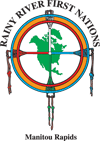 RAINY RIVER FIRST NATIONS
Manitou Rapids